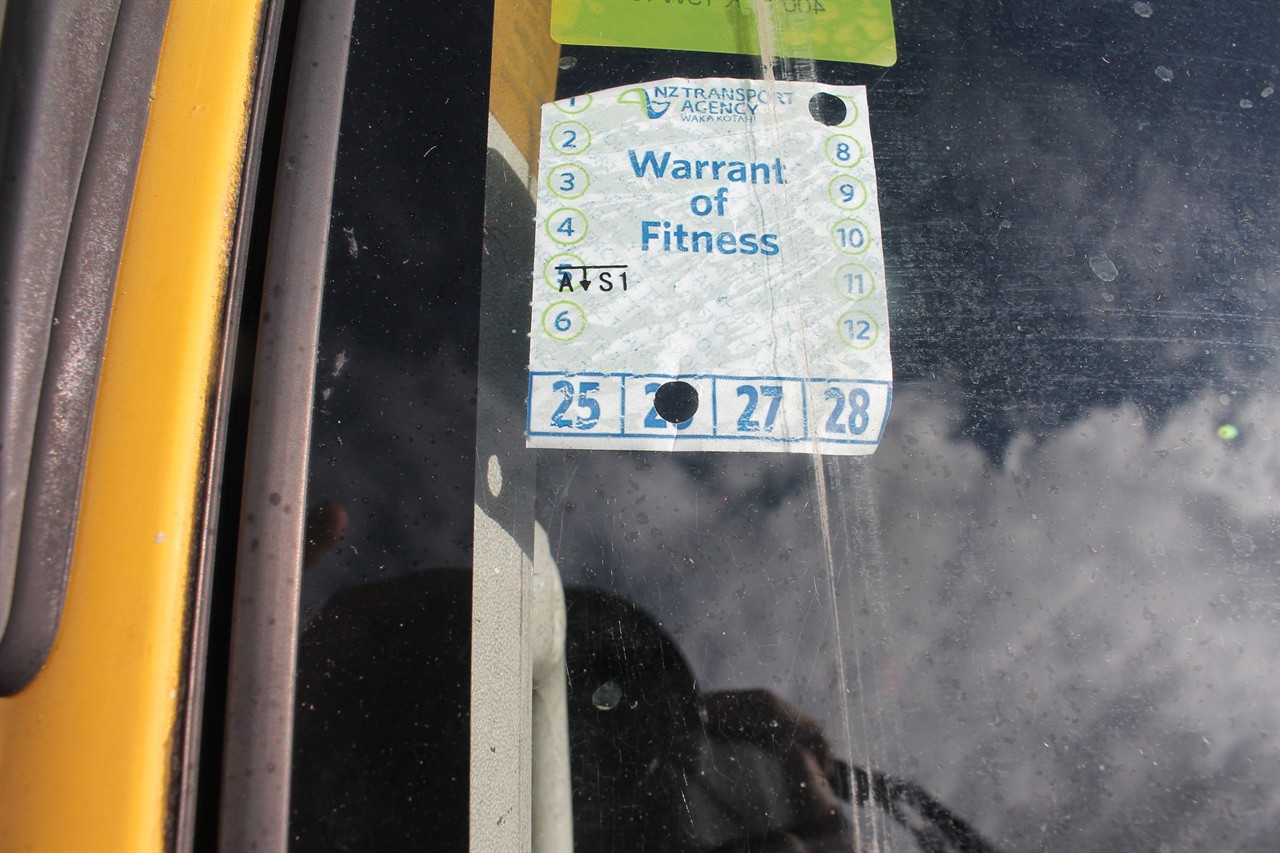 NZ TRANSPORT
AGENCY
WAKA KOTAHI
Warrant
of
Fitness
1
2
3
4
5
6
A S1
8
9
10
11
12
25 27 28